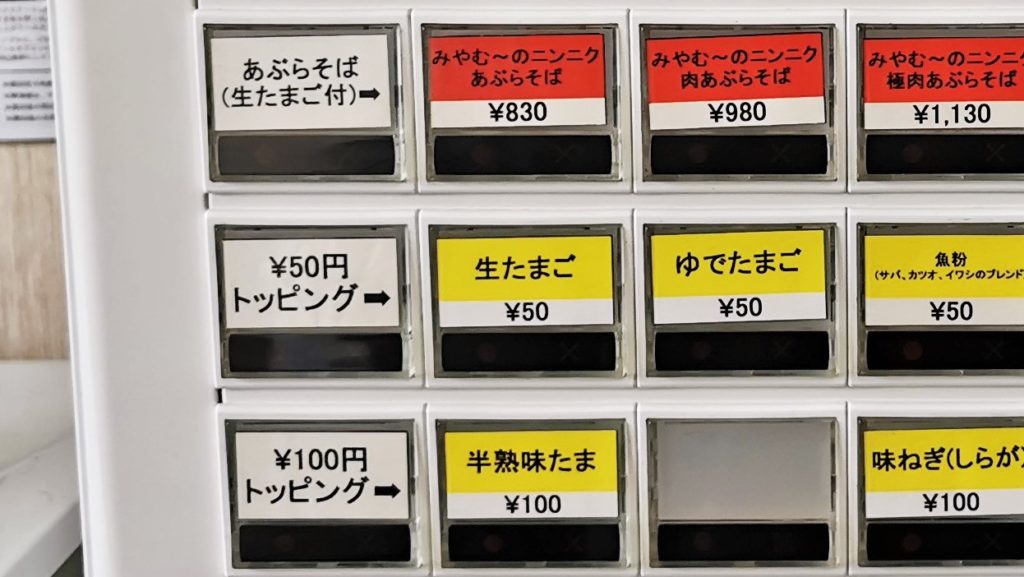 あぶらそば
(生たまご付)➡
みやむ～のニンニク
あぶらそば
¥830
みやむ～のニンニク
肉あぶらそば
¥980
みやむ～のニンニク
極肉あぶらそば
¥1,130
¥50円
トッピング➡
生たまご
¥50
ゆでたまご
¥50
魚粉
(サバ、カツオ、イワシのブレンド
¥50
¥100円
トッピング➡
半熟味たま
¥100
味ねぎ(しらが)
¥100